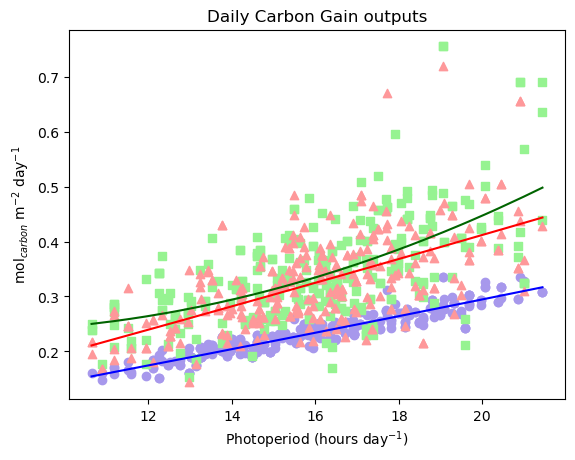 Daily Carbon Gain outputs
0.7
0.6
0.5
0.4
0.3
0.2
mol_{carbon} m^{-2} day^{-1}
12 14 16 18 20
Photoperiod (hours day^{-1})